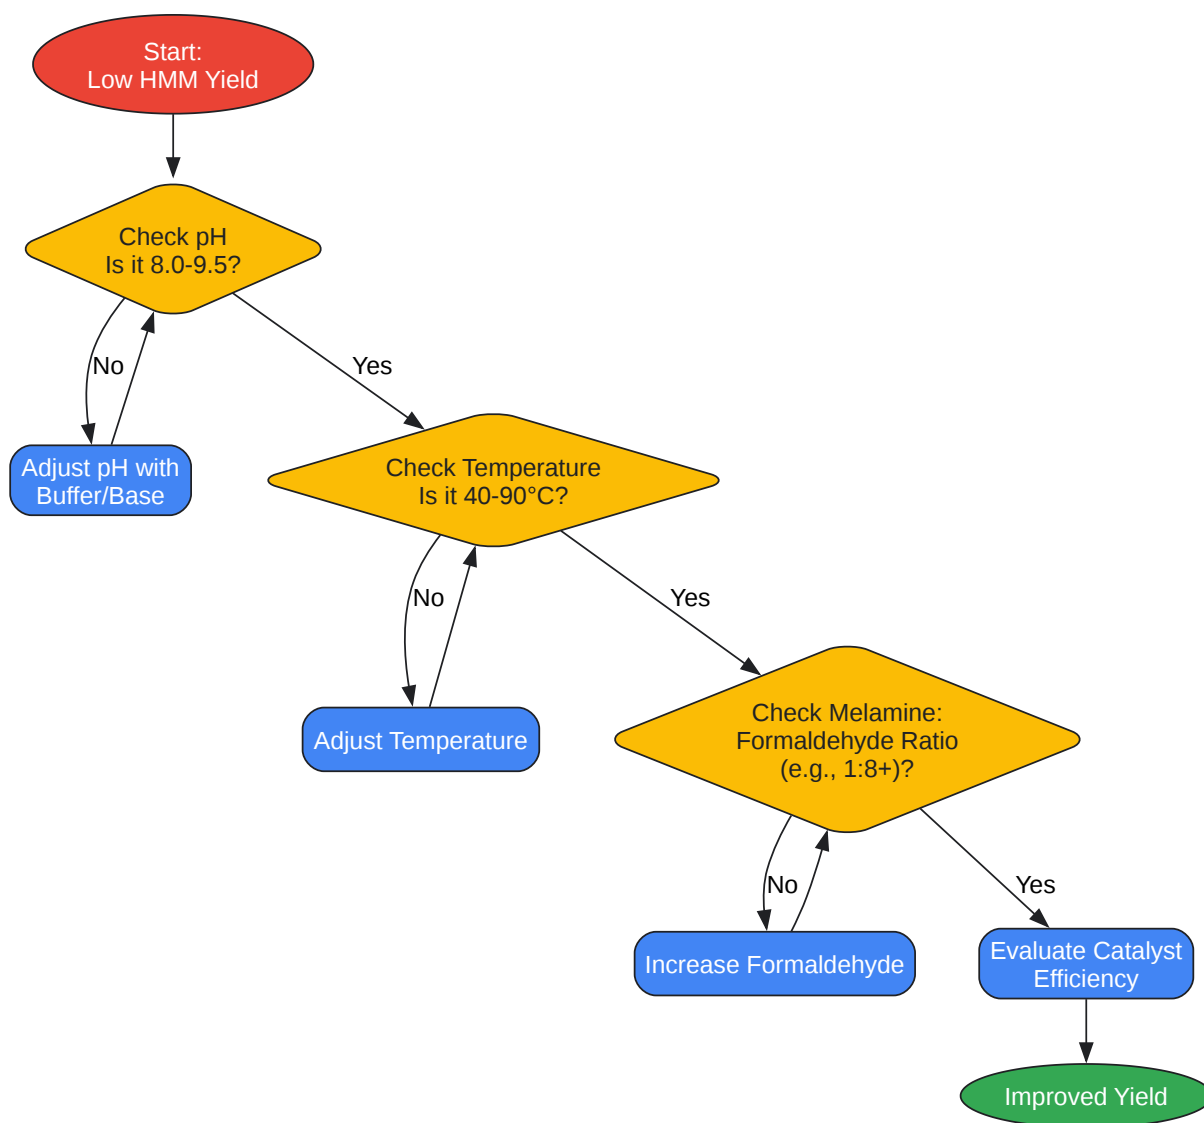 Start:
Low HMM Yield
Check pH
Is it 8.0-9.5?
No
Yes
Adjust pH with
Buffer/Base
Check Temperature
Is it 40-90°C?
No
Yes
Adjust Temperature
Check Melamine:
Formaldehyde Ratio
(e.g., 1:8+)?
No
Yes
Increase Formaldehyde
Evaluate Catalyst
Efficiency
Improved Yield